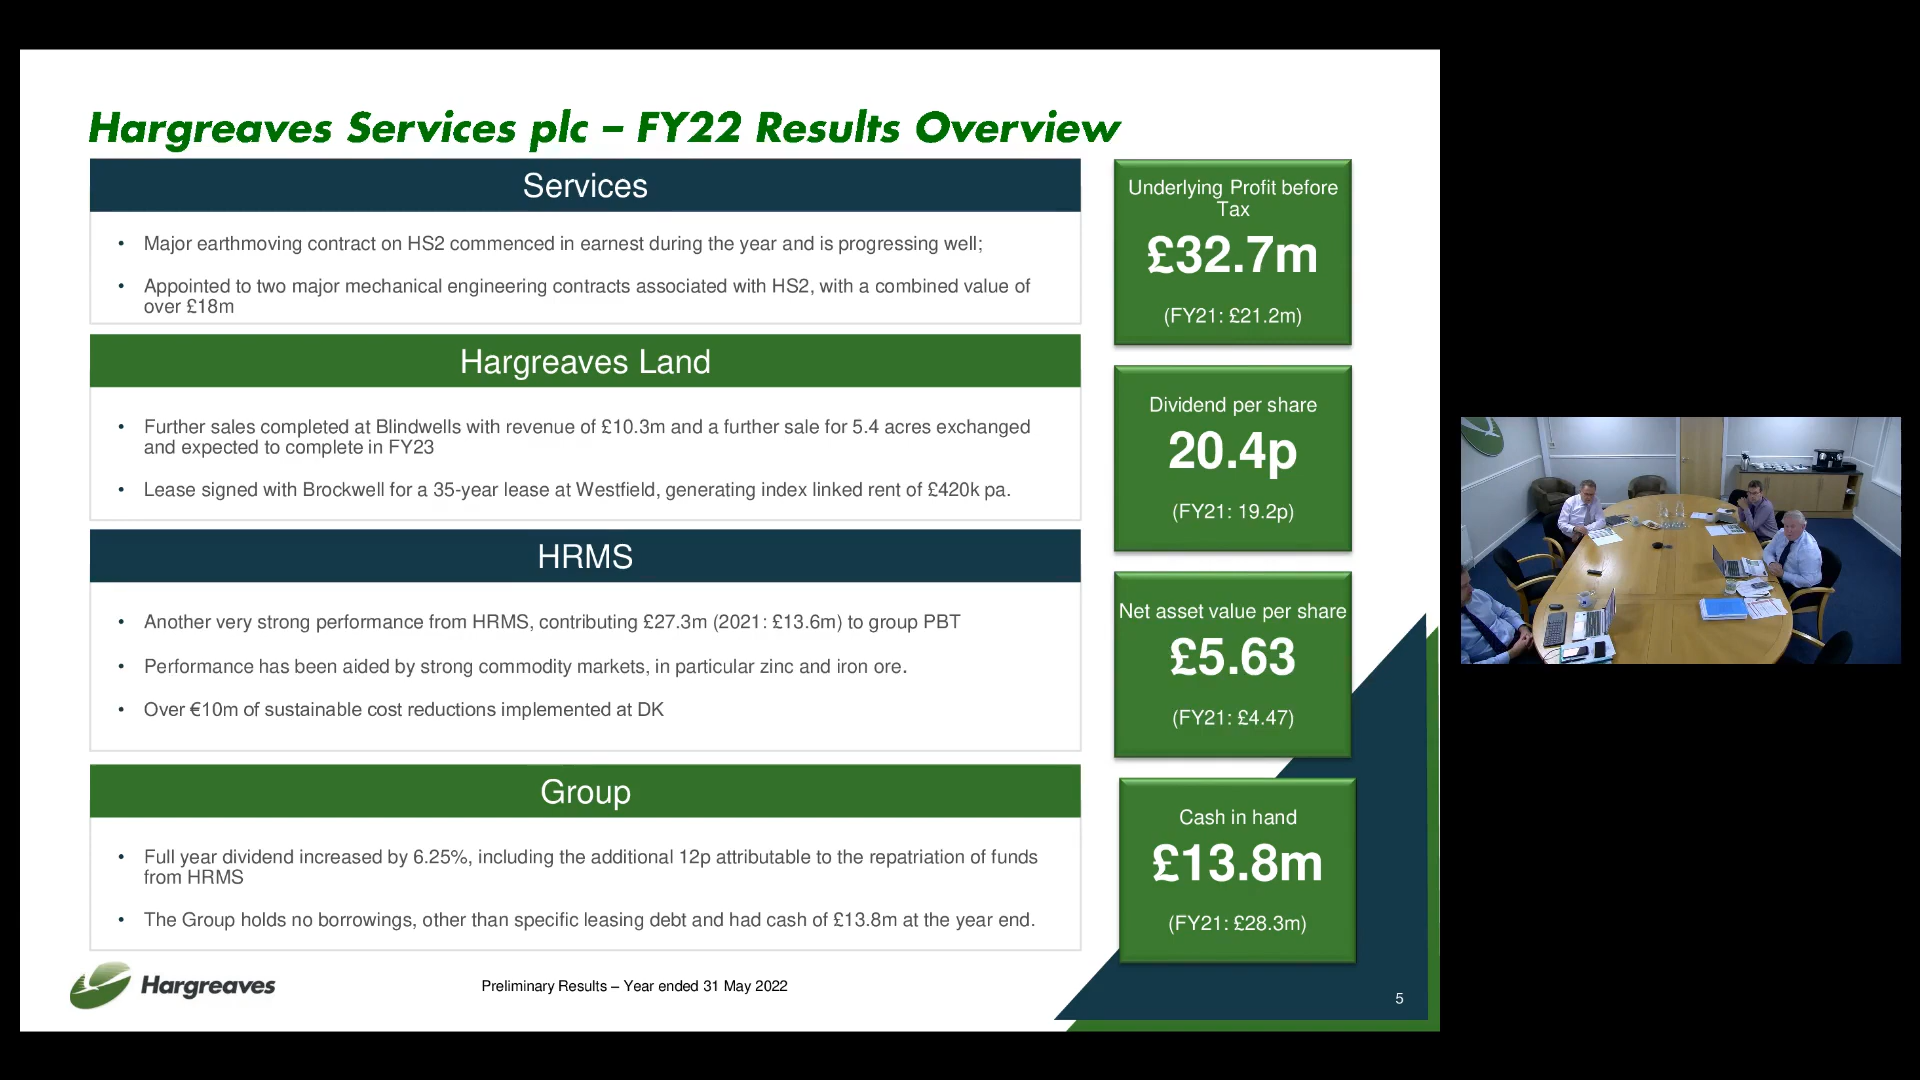 Hargreaves Services plc – FY22 Results Overview
Services
• Major earthmoving contract on HS2 commenced in earnest during the year and is progressing well;
• Appointed to two major mechanical engineering contracts associated with HS2, with a combined value of
over £18m
Hargreaves Land
• Further sales completed at Blindwells with revenue of £10.3m and a further sale for 5.4 acres exchanged
and expected to complete in FY23
• Lease signed with Brockwell for a 35-year lease at Westfield, generating index linked rent of £420k pa.
HRMS
• Another very strong performance from HRMS, contributing £27.3m (2021: £13.6m) to group PBT
• Performance has been aided by strong commodity markets, in particular zinc and iron ore.
• Over €10m of sustainable cost reductions implemented at DK
Group
• Full year dividend increased by 6.25%, including the additional 12p attributable to the repatriation of funds
from HRMS
• The Group holds no borrowings, other than specific leasing debt and had cash of £13.8m at the year end.
Underlying Profit before
Tax
£32.7m
(FY21: £21.2m)
Dividend per share
20.4p
(FY21: 19.2p)
Net asset value per share
£5.63
(FY21: £4.47)
Cash in hand
£13.8m
(FY21: £28.3m)
Hargreaves
Preliminary Results – Year ended 31 May 2022
5